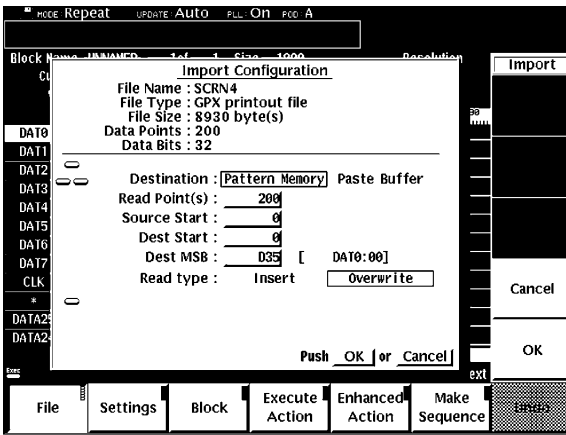 MODE: Repeat UPDATE: Auto PLL: On POD: A
Block Name UNNAMED 1of 1 Size 1000 Resolution
Import
Import Configuration
File Name : SCRN4
File Type : GPX printout file
File Size : 8930 byte(s)
Data Points : 200
Data Bits : 32
DAT0
DAT1
DAT2
DAT3
DAT4
DAT5
DAT6
DAT7
CLK
*
Destination : Pattern Memory Paste Buffer
Read Point(s) : 200
Source Start : 0
Dest Start : 0
Dest MSB : D35 [ DAT0:00]
Read type : Insert Overwrite
Push OK or Cancel
Cancel
OK
Exec
ext
File
Settings
Block
Execute Action
Enhanced Action
Make Sequence
Undo